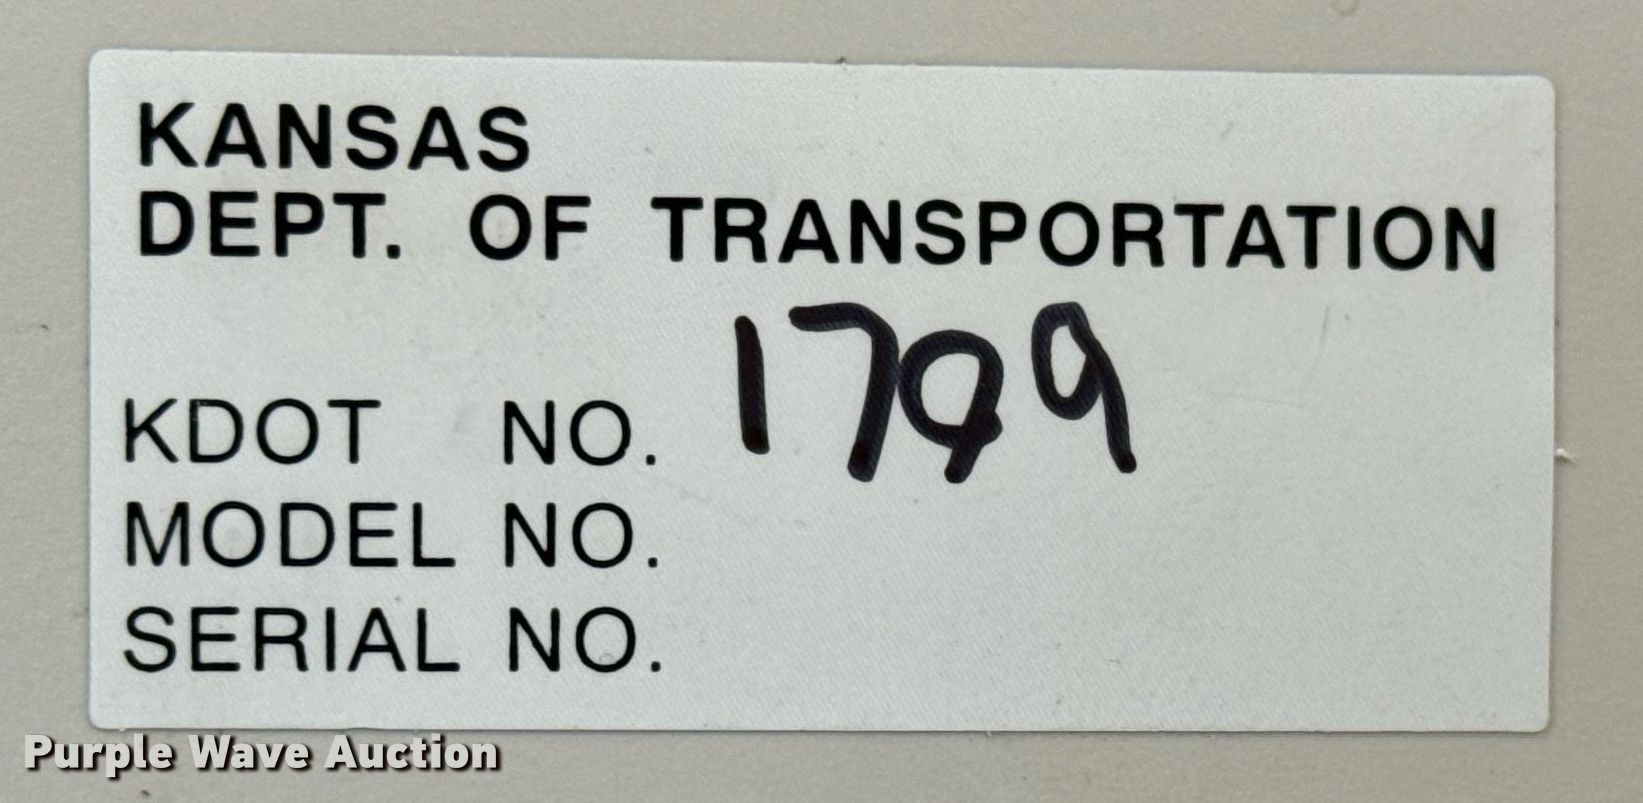 KANSAS
DEPT. OF TRANSPORTATION
KDOT NO. 1799
MODEL NO.
SERIAL NO.
Purple Wave Auction